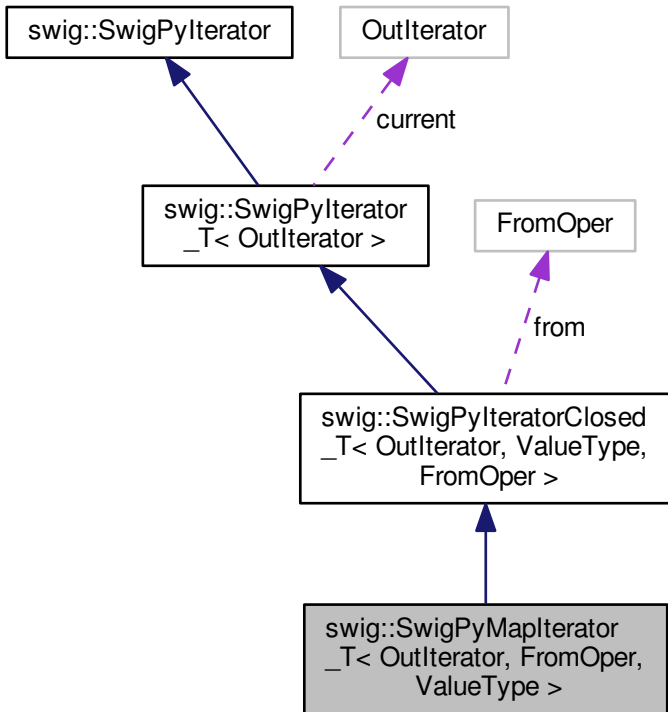 swig::SwigPyIterator
OutIterator
current
swig::SwigPyIterator
_T< OutIterator >
FromOper
from
swig::SwigPyIteratorClosed
_T< OutIterator, ValueType,
FromOper >
swig::SwigPyMapIterator
_T< OutIterator, FromOper,
ValueType >